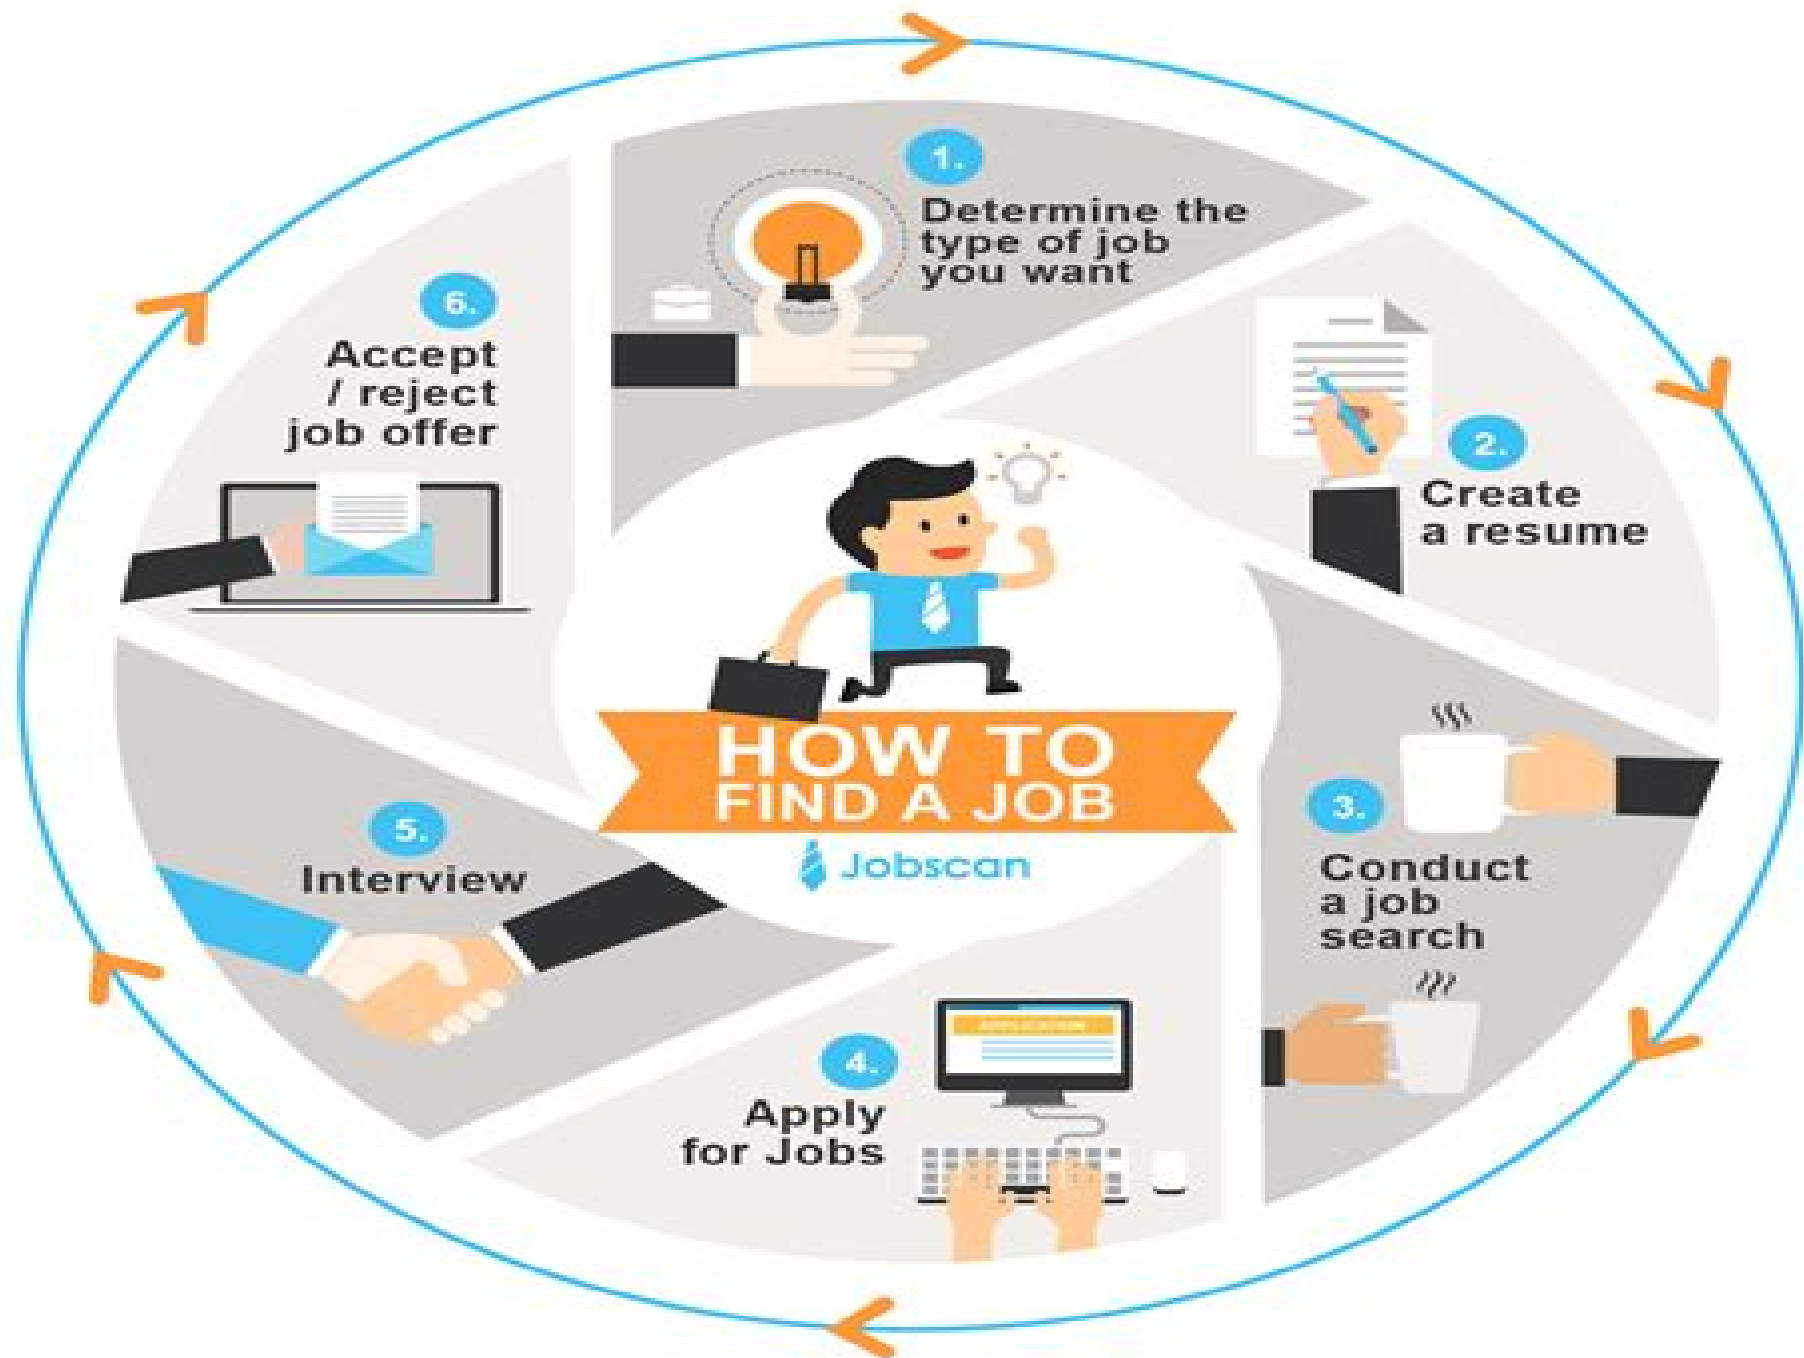 1.
Determine the
type of job
you want
2.
Create
a resume
3.
Conduct
a job
search
4.
Apply
for Jobs
APPLICATION
5.
Interview
6.
Accept
/ reject
job offer
HOW TO
FIND A JOB
Jobscan